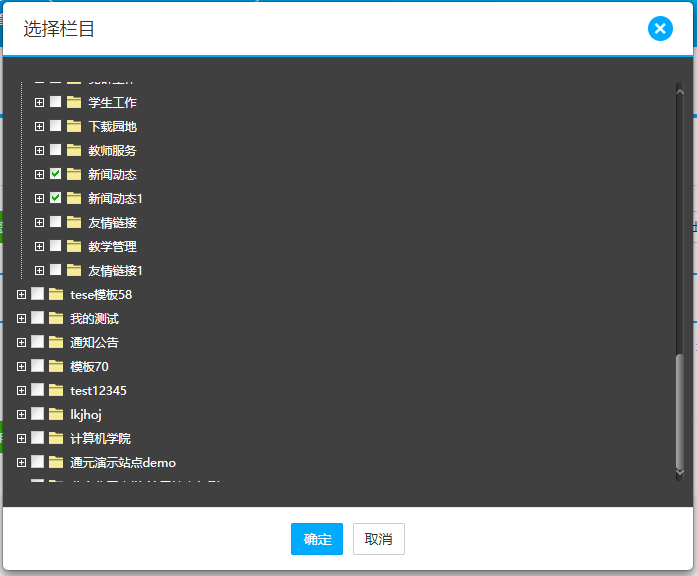 选择栏目
学生工作
下载园地
教师服务
新闻动态
新闻动态1
友情链接
教学管理
友情链接1
tese模板58
我的测试
通知公告
模板70
test12345
lkjhoj
计算机学院
通元演示站点demo
确定
取消